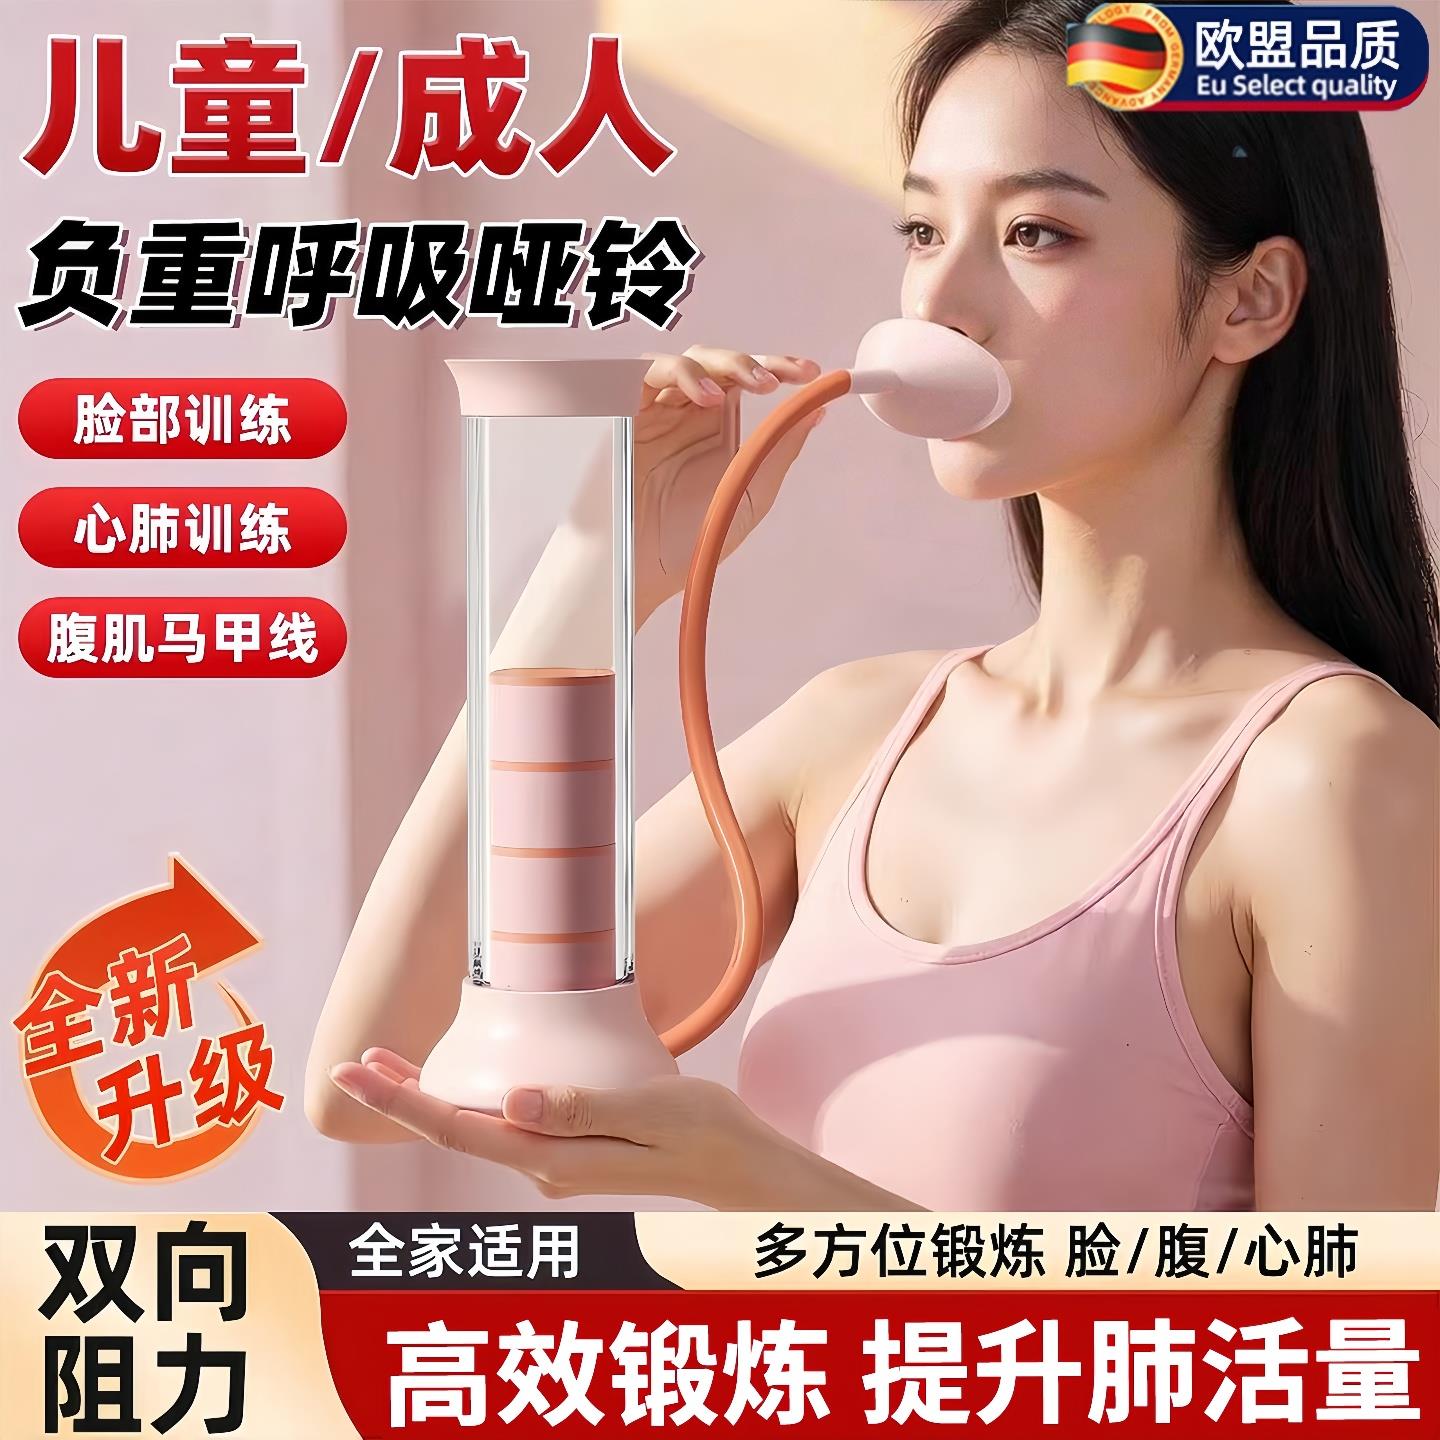 儿童/成人
负重呼吸哑铃
脸部训练
心肺训练
腹肌马甲线
欧盟品质
Eu Select quality
全新
升级
双向
阻力
全家适用
多方位锻炼 脸/腹/心肺
高效锻炼 提升肺活量